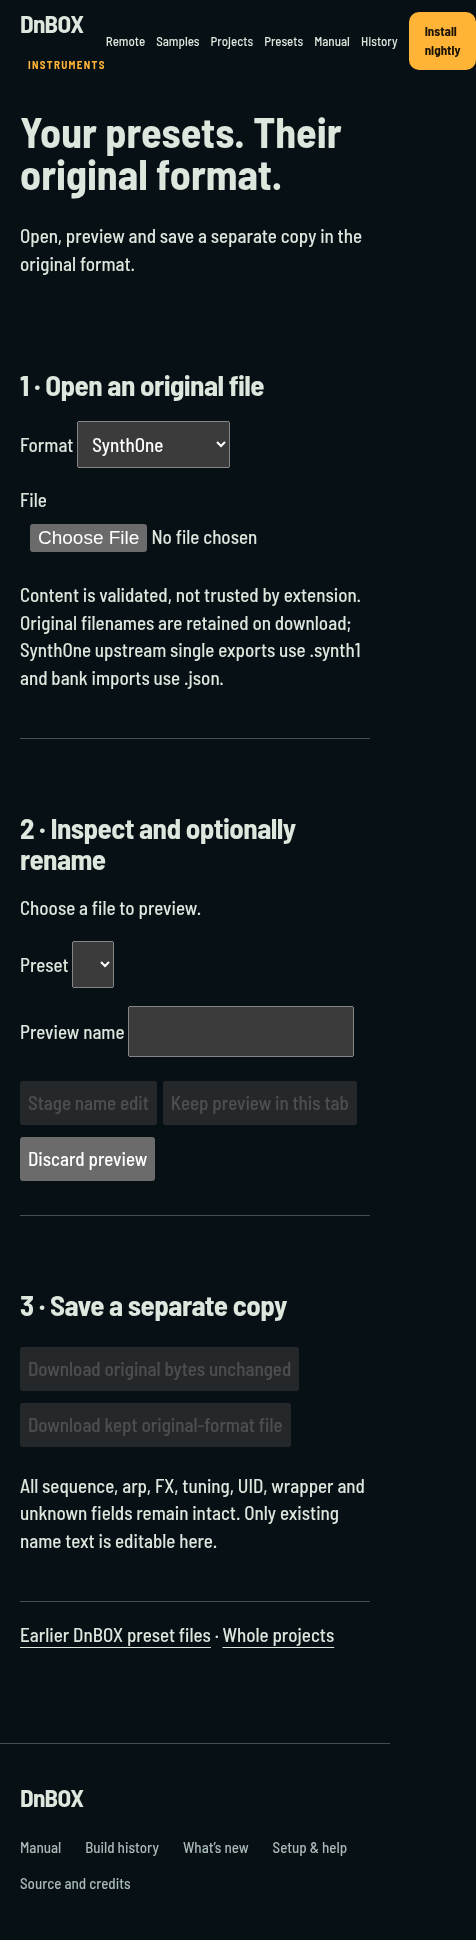 DnBOX
INSTRUMENTS
Remote Samples Projects Presets Manual History
Install
nightly
Your presets. Their
original format.
Open, preview and save a separate copy in the
original format.
1 · Open an original file
Format SynthOne
File
Choose File No file chosen
Content is validated, not trusted by extension.
Original filenames are retained on download;
SynthOne upstream single exports use .synth1
and bank imports use .json.
2 · Inspect and optionally
rename
Choose a file to preview.
Preset
Preview name
Stage name edit Keep preview in this tab
Discard preview
3 · Save a separate copy
Download original bytes unchanged
Download kept original-format file
All sequence, arp, FX, tuning, UID, wrapper and
unknown fields remain intact. Only existing
name text is editable here.
Earlier DnBOX preset files · Whole projects
DnBOX
Manual Build history What's new Setup & help
Source and credits